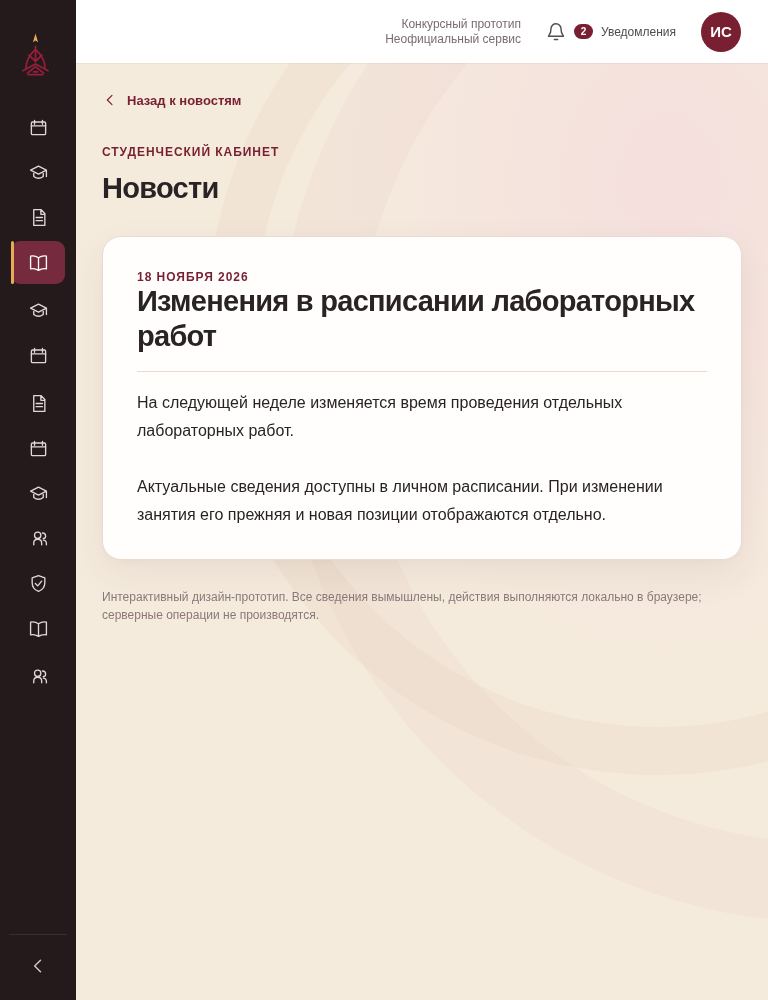 Конкурсный прототип
Неофициальный сервис
2 Уведомления
ИС
Назад к новостям
СТУДЕНЧЕСКИЙ КАБИНЕТ
Новости
18 НОЯБРЯ 2026
Изменения в расписании лабораторных
работ
На следующей неделе изменяется время проведения отдельных
лабораторных работ.
Актуальные сведения доступны в личном расписании. При изменении
занятия его прежняя и новая позиции отображаются отдельно.
Интерактивный дизайн-прототип. Все сведения вымышлены, действия выполняются локально в браузере;
серверные операции не производятся.